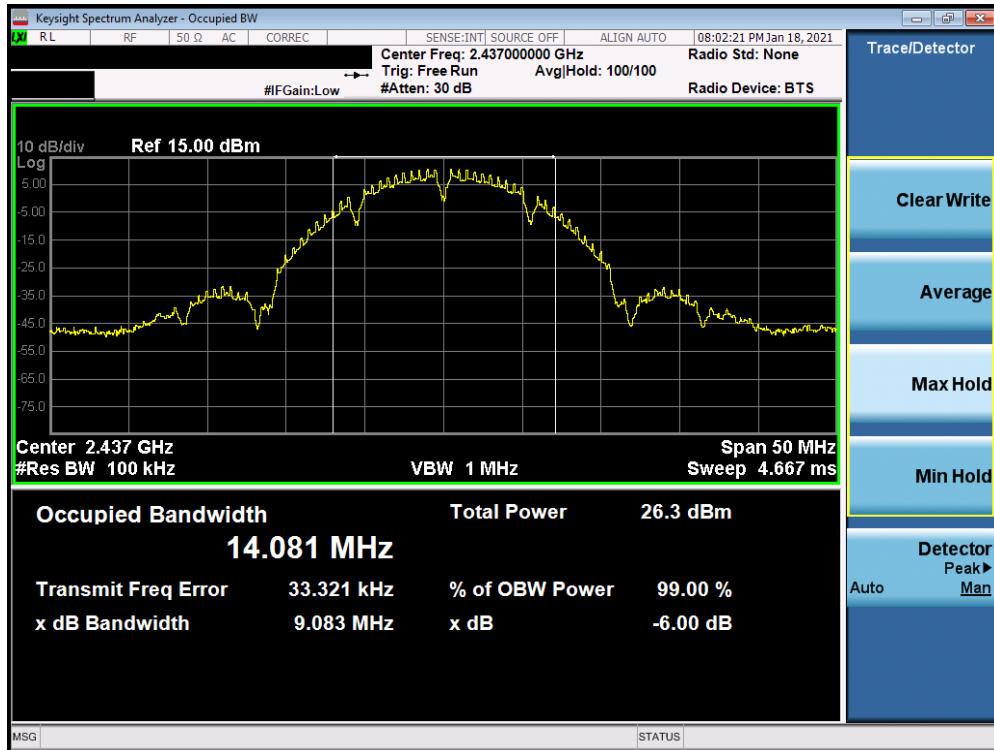 Keysight Spectrum Analyzer - Occupied BW
LXI RL RF 50 Ω AC CORREC SENSE:INT SOURCE OFF ALIGN AUTO 08:02:21 PM Jan 18, 2021
Center Freq: 2.437000000 GHz Radio Std: None
Trig: Free Run Avg|Hold: 100/100
#IFGain:Low #Atten: 30 dB Radio Device: BTS
Trace/Detector
10 dB/div Ref 15.00 dBm
Log
5.00
-5.00
-15.0
-25.0
-35.0
-45.0
-55.0
-65.0
-75.0
Center 2.437 GHz Span 50 MHz
#Res BW 100 kHz VBW 1 MHz Sweep 4.667 ms
Occupied Bandwidth Total Power 26.3 dBm
14.081 MHz
Transmit Freq Error 33.321 kHz % of OBW Power 99.00 %
x dB Bandwidth 9.083 MHz x dB -6.00 dB
Clear Write
Average
Max Hold
Min Hold
Detector
Peak▶
Auto Man
MSG STATUS